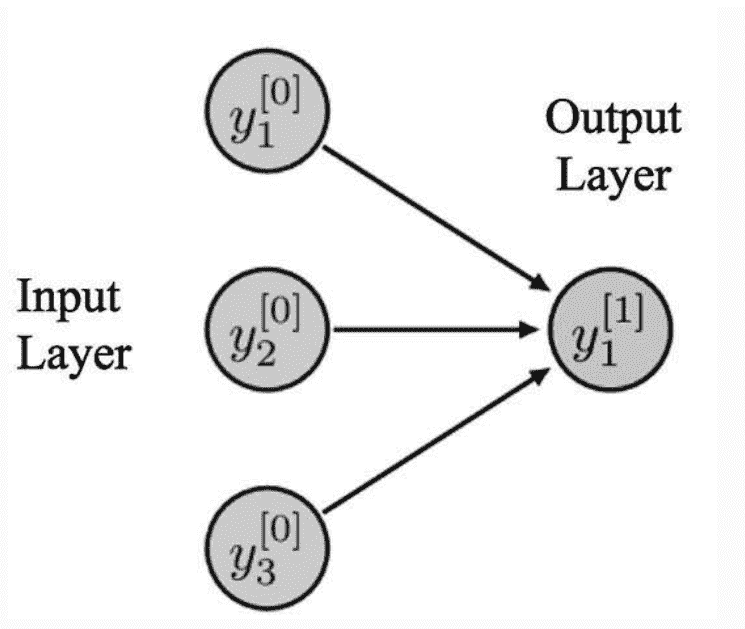 y₁^[0]
Output
Layer
Input
Layer
y₂^[0]
y₁^[1]
y₃^[0]